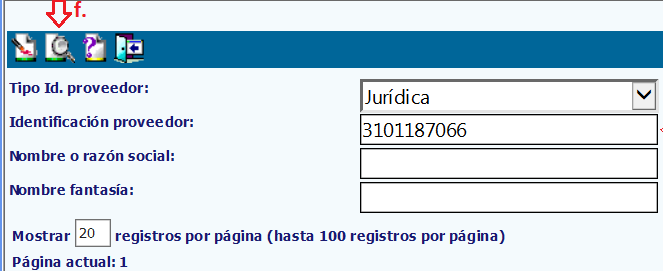 f.
Tipo Id. proveedor: Jurídica
Identificación proveedor: 3101187066
Nombre o razón social:
Nombre fantasía:
Mostrar 20 registros por página (hasta 100 registros por página)
Página actual: 1